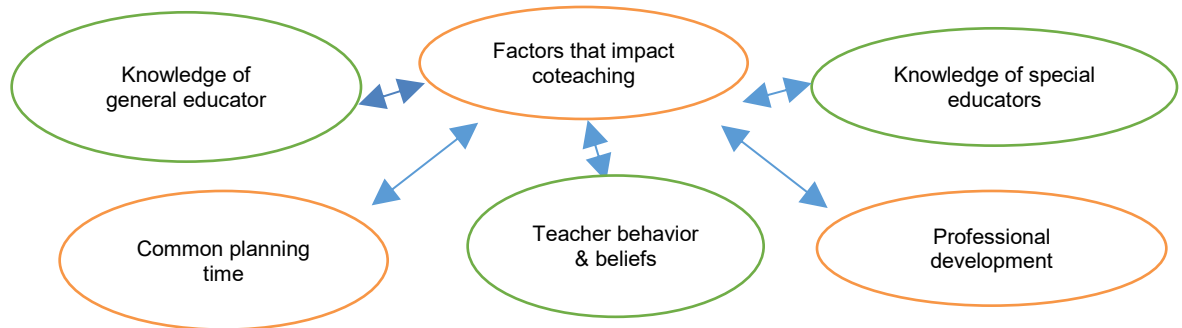 Knowledge of
general educator
Factors that impact
coteaching
Knowledge of special
educators
Common planning
time
Teacher behavior
& beliefs
Professional
development